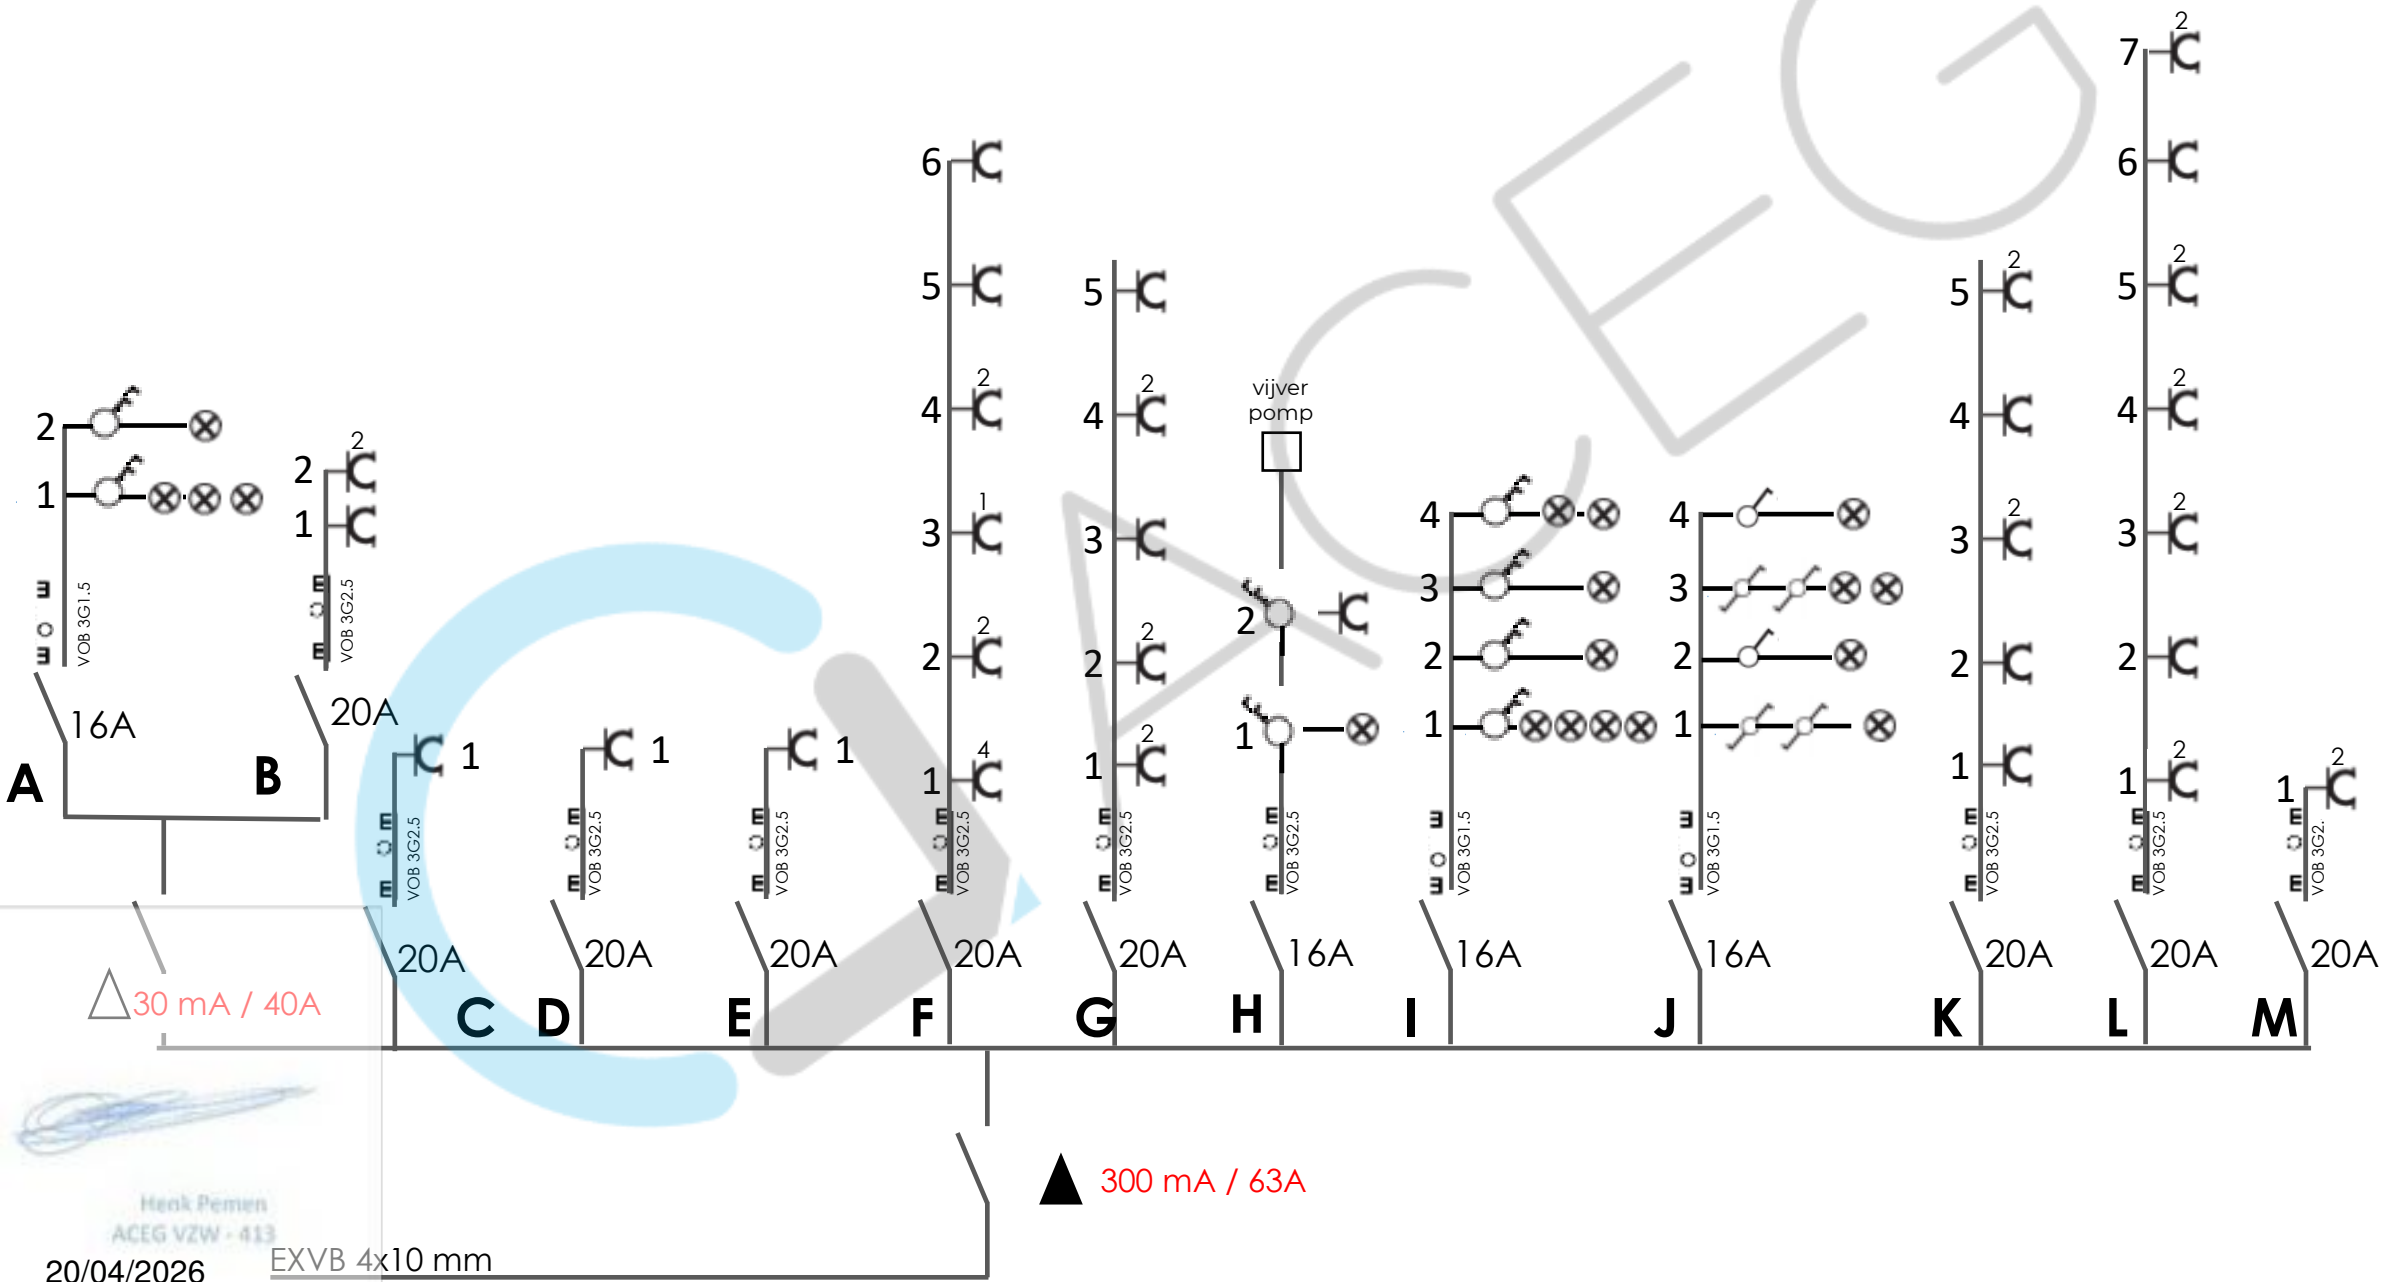 2
7
6
6
2
5
5
2
5
2
5
2
4
2
4
vijver
pomp
4
2
4
2
2
2
1
1
3
3
2
3
2
3
4
3
2
1
4
3
2
1
2
2
2
2
2
2
2
1
VOB 3G1.5
VOB 3G2.5
16A
20A
A
B
1
1
1
4
1
2
1
1
2
1
2
1
VOB 3G2.5
VOB 3G2.5
VOB 3G2.5
VOB 3G2.5
VOB 3G2.5
VOB 3G2.5
VOB 3G1.5
VOB 3G1.5
VOB 3G2.5
VOB 3G2.5
VOB 3G2.
20A
20A
20A
20A
20A
16A
16A
16A
20A
20A
20A
30 mA / 40A
C
D
E
F
G
H
I
J
K
L
M
300 mA / 63A
Henk Pemen
ACEG VZW - 413
EXVB 4x10 mm
20/04/2026
ACEG